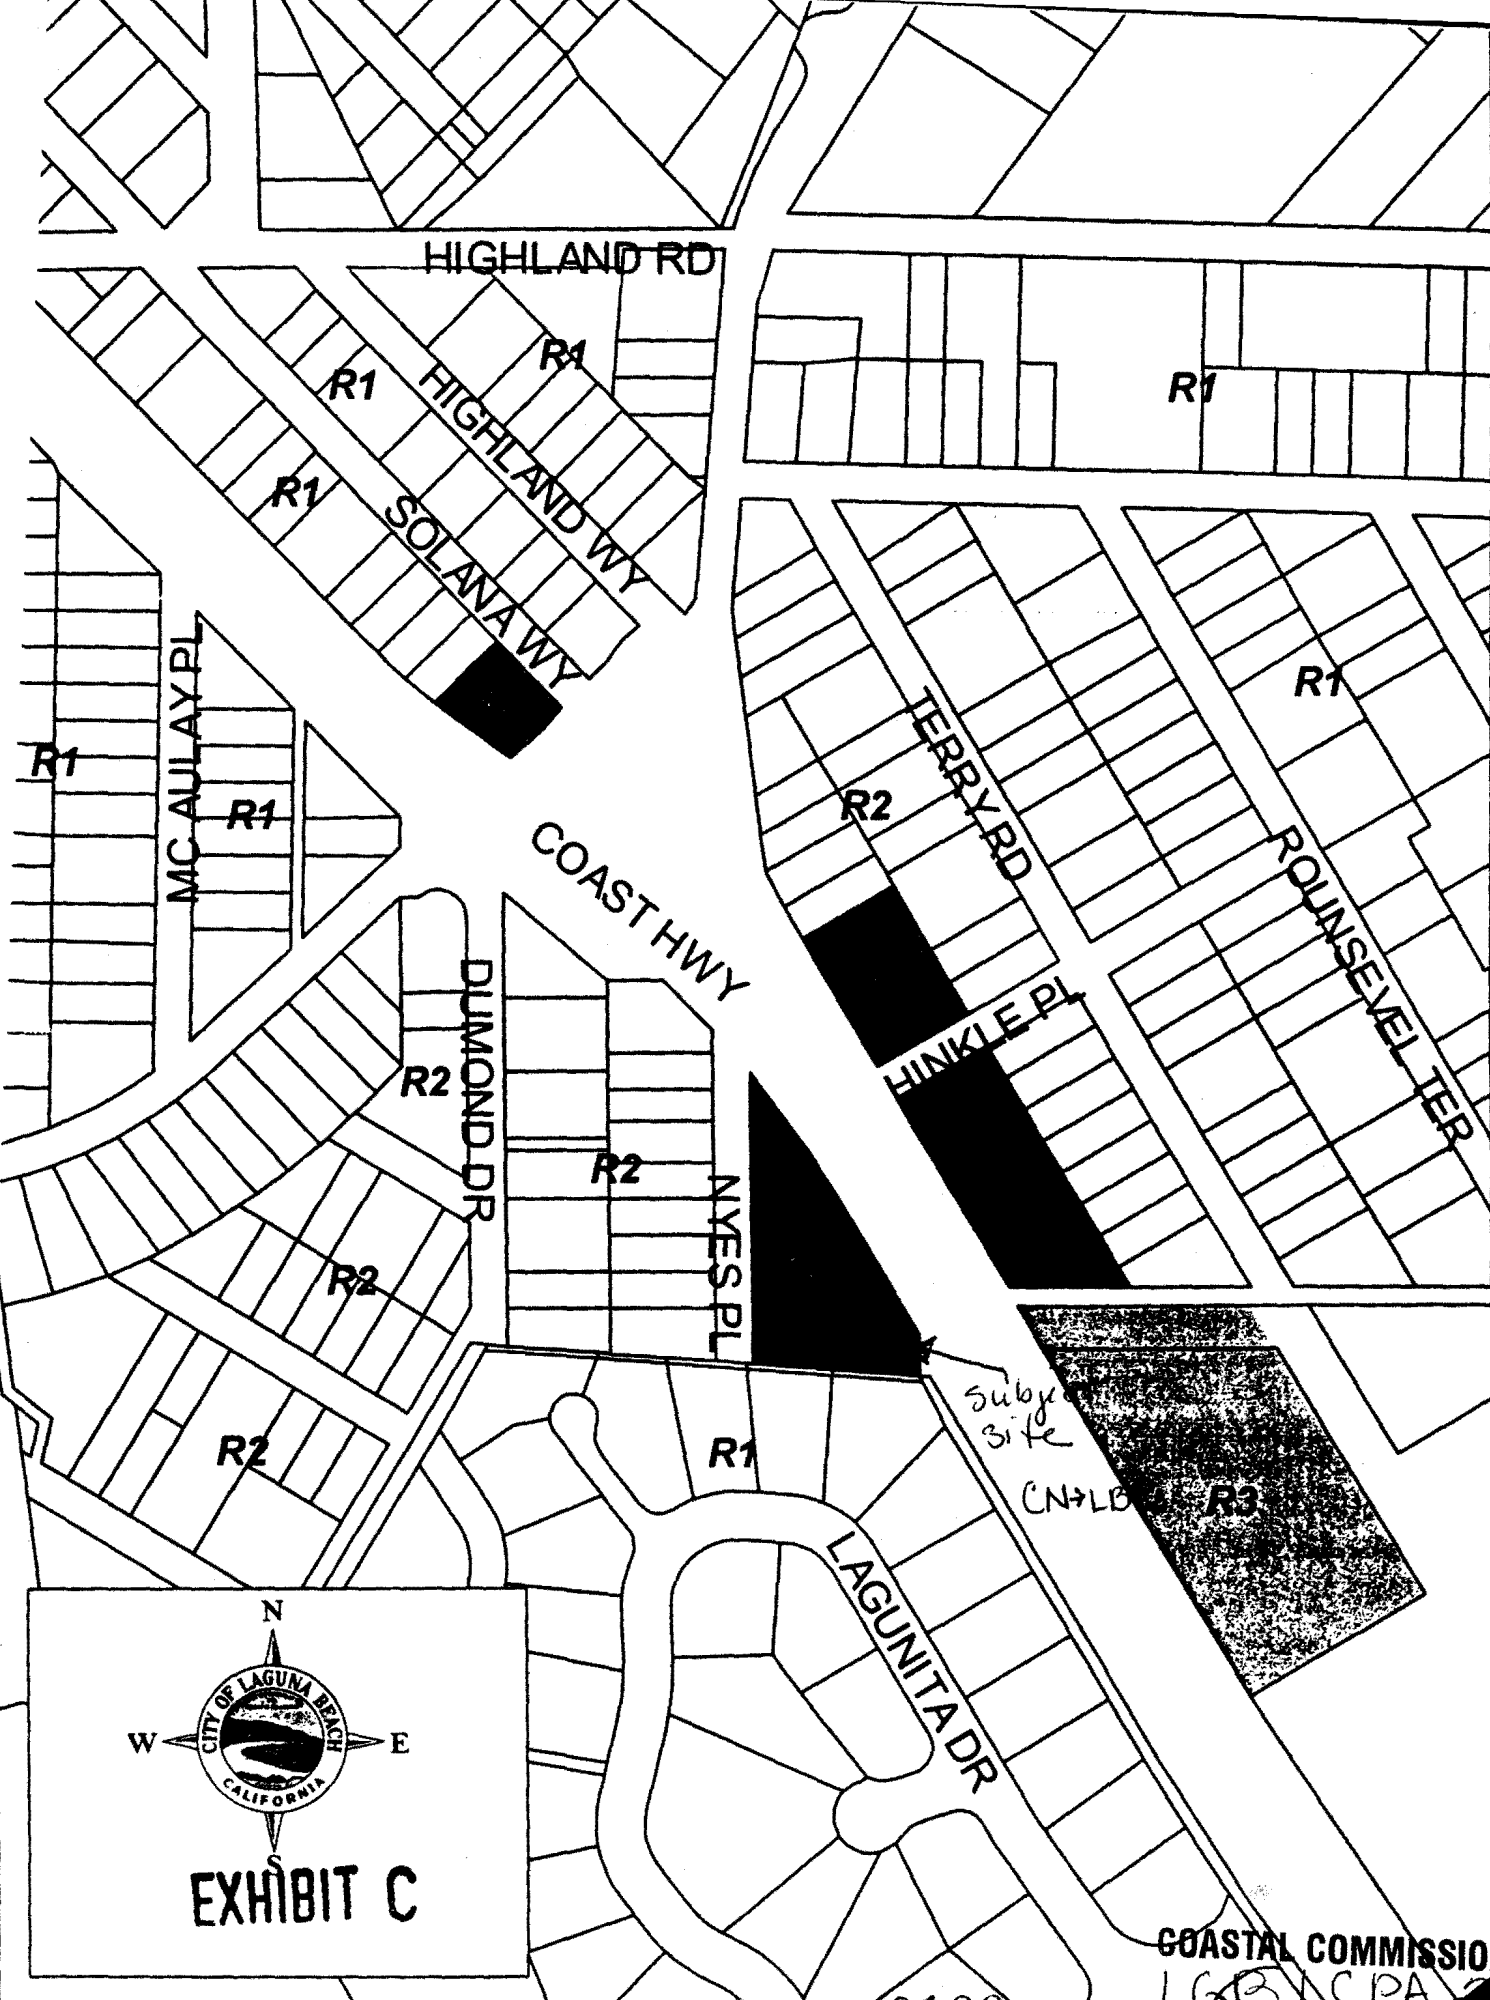 HIGHLAND RD
R1
R1
R1
HIGHLAND WY
R1
SOLANA WY
R1
MC AULAY PL
R1
R1
R2
TERRY RD
ROUNSEVEL TER
COAST HWY
HINKLE PL
DUMOND DR
R2
R2
NYES PL
R2
R2
R1
Site
CN→LB
R3
LAGUNITA DR
N
W
E
S
CITY OF LAGUNA BEACH
CALIFORNIA
EXHIBIT C
COASTAL COMMISSIO